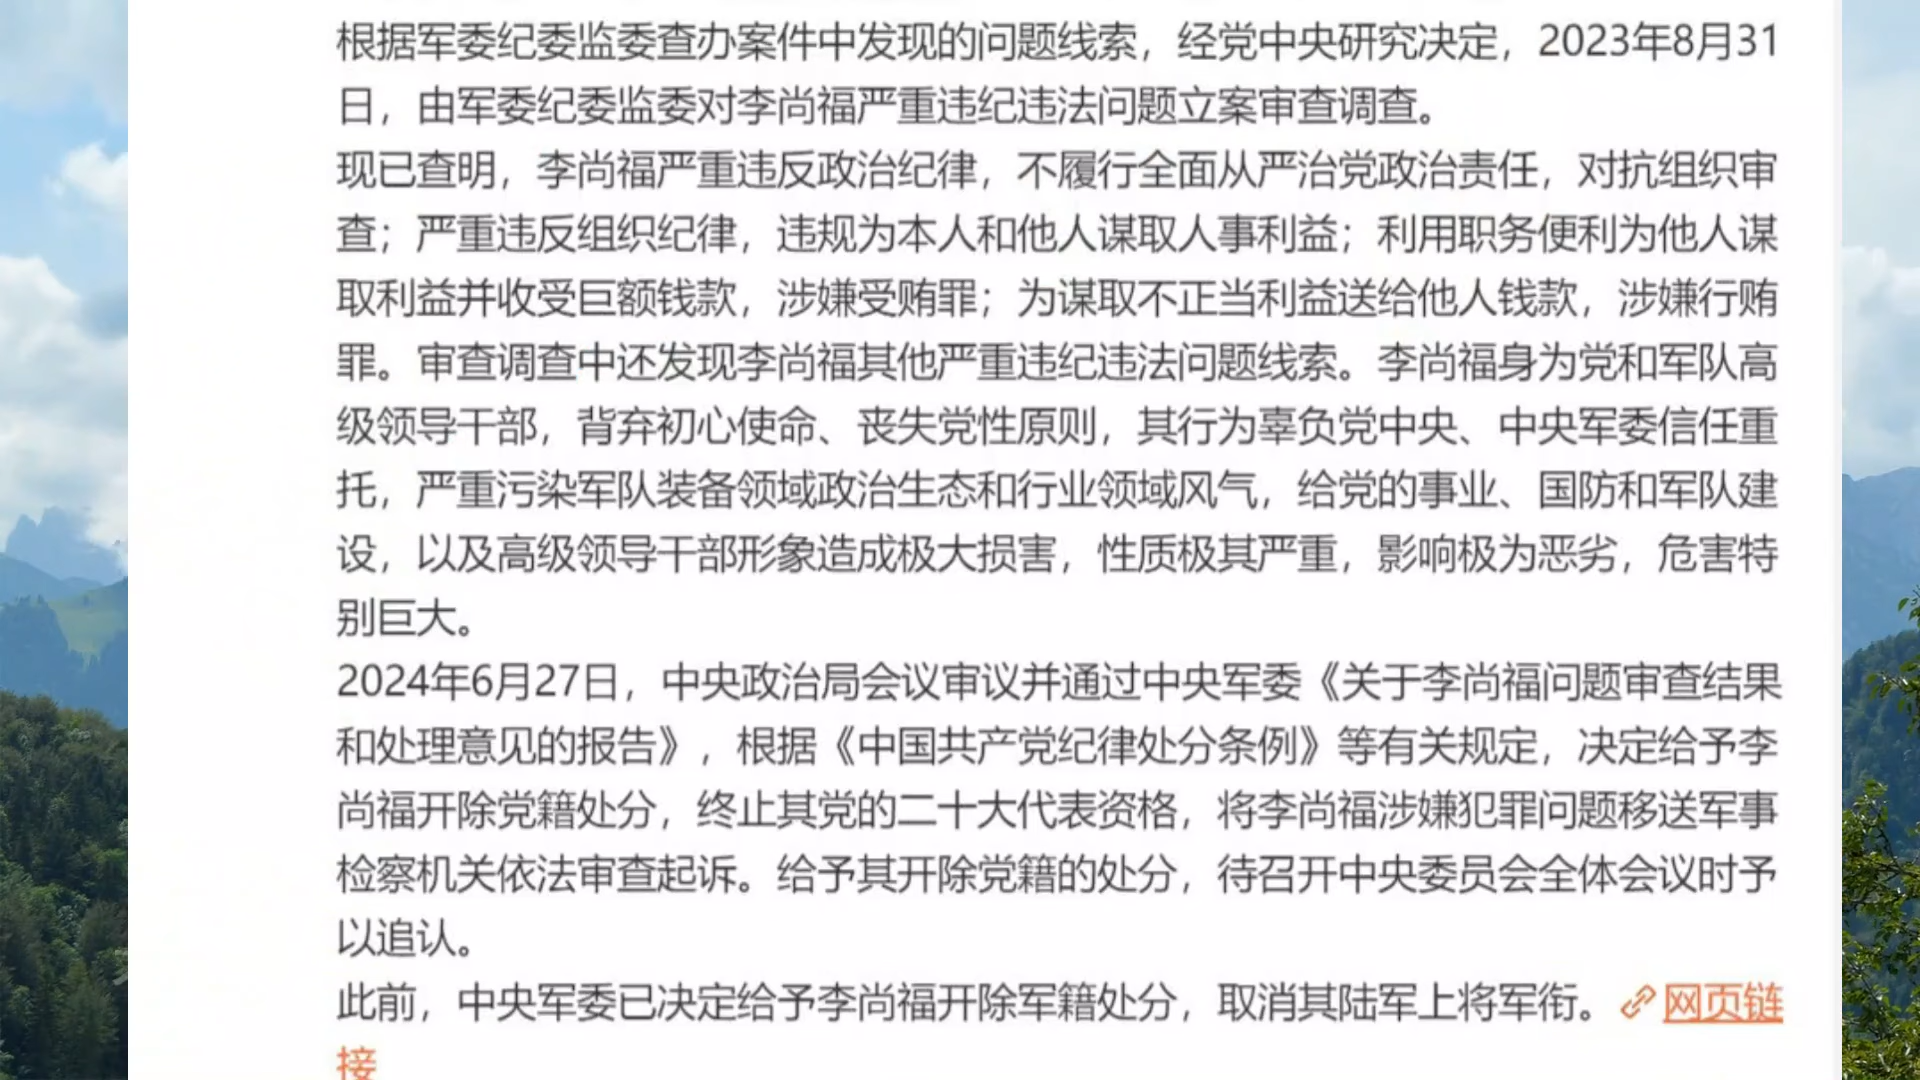 根据军委纪委监委查办案件中发现的问题线索，经党中央研究决定，2023年8月31
日，由军委纪委监委对李尚福严重违纪违法问题立案审查调查。
现已查明，李尚福严重违反政治纪律，不履行全面从严治党政治责任，对抗组织审
查；严重违反组织纪律，违规为本人和他人谋取人事利益；利用职务便利为他人谋
取利益并收受巨额钱款，涉嫌受贿罪；为谋取不正当利益送给他人钱款，涉嫌行贿
罪。审查调查中还发现李尚福其他严重违纪违法问题线索。李尚福身为党和军队高
级领导干部，背弃初心使命、丧失党性原则，其行为辜负党中央、中央军委信任重
托，严重污染军队装备领域政治生态和行业领域风气，给党的事业、国防和军队建
设，以及高级领导干部形象造成极大损害，性质极其严重，影响极为恶劣，危害特
别巨大。
2024年6月27日，中央政治局会议审议并通过中央军委《关于李尚福问题审查结果
和处理意见的报告》，根据《中国共产党纪律处分条例》等有关规定，决定给予李
尚福开除党籍处分，终止其党的二十大代表资格，将李尚福涉嫌犯罪问题移送军事
检察机关依法审查起诉。给予其开除党籍的处分，待召开中央委员会全体会议时予
以追认。
此前，中央军委已决定给予李尚福开除军籍处分，取消其陆军上将军衔。网页链
接